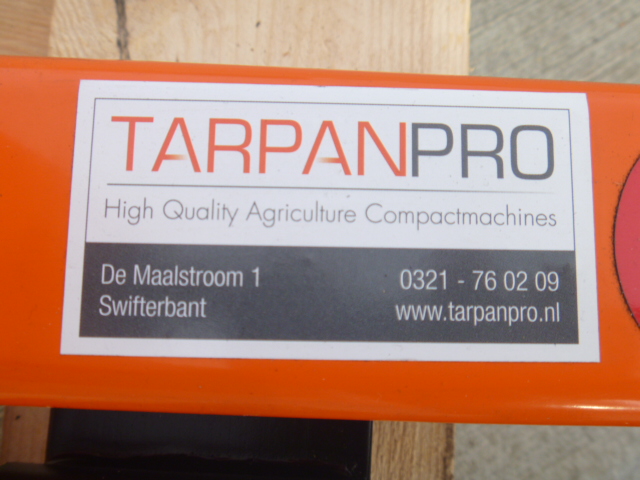 TARPANPRO
High Quality Agriculture Compactmachines
De Maalstroom 1 0321 - 76 02 09
Swifterbant www.tarpanpro.nl